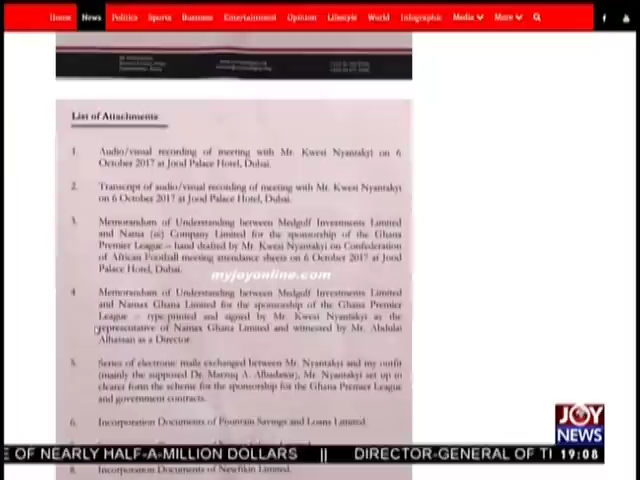 Home News Politics Sports Business Entertainment Opinion Lifestyle World Infographic Media More
List of Attachments
1. Audio/visual recording of meeting with Mr. Kwesi Nyantakyi on 6
October 2017 at Jood Palace Hotel, Dubai.
2. Transcript of audio/visual recording of meeting with Mr. Kwesi Nyantakyi
on 6 October 2017 at Jood Palace Hotel, Dubai.
3. Memorandum of Understanding between Medgolf Investments Limited
and Nama (sic) Company Limited for the sponsorship of the Ghana
Premier League – hand drafted by Mr. Kwesi Nyantakyi on Confederation
of African Football meeting attendance sheets on 6 October 2017 at Jood
Palace Hotel, Dubai.
myjoyonline.com
4. Memorandum of Understanding between Medgolf Investments Limited
and Namax Ghana Limited for the sponsorship of the Ghana Premier
League – type-printed and signed by Mr. Kwesi Nyantakyi as the
representative of Namax Ghana Limited and witnessed by Mr. Abdulai
Alhassan as a Director.
5. Series of electronic mails exchanged between Mr. Nyantakyi and my outfit
(mainly the supposed Dr. Marzuq A. Mr. Nyantakyi set up to
clearer form the scheme for the sponsorship for the Ghana Premier League
and government contracts.
6. Incorporation Documents of Fountain Savings and Loans Limited.
8. Incorporation Documents of Newfikin Limited.
JOY
NEWS
E OF NEARLY HALF-A-MILLION DOLLARS || DIRECTOR-GENERAL OF 19:08